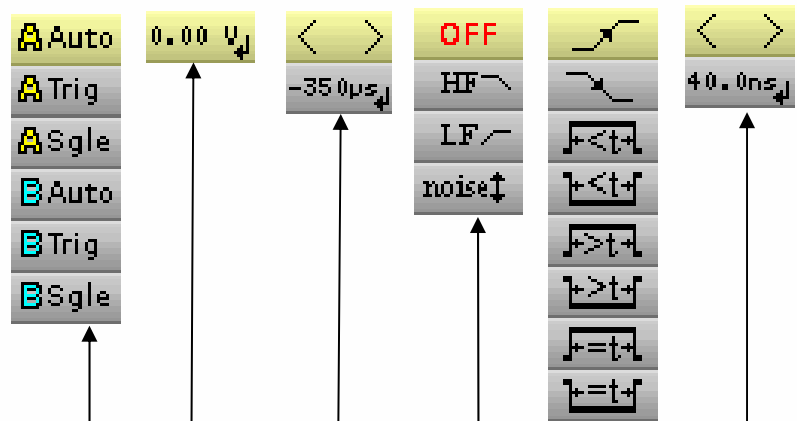 A Auto
A Trig
A Sgle
B Auto
B Trig
B Sgle
0.00 V
< >
-350µs
OFF
HF
LF
noise
<t
<t
>t
>t
=t
=t
< >
40.0ns